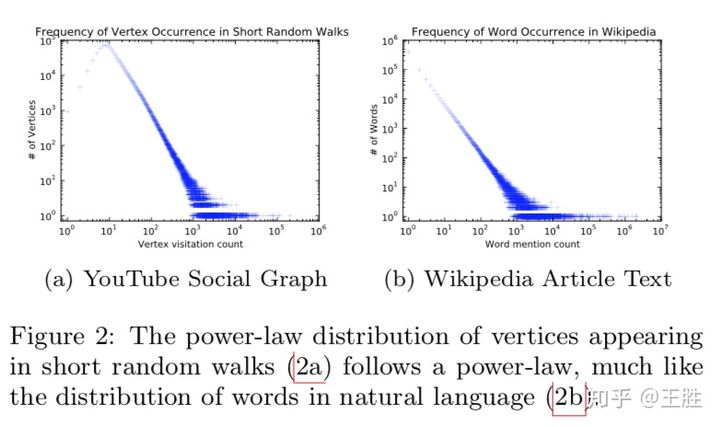 Frequency of Vertex Occurrence in Short Random Walks
10^5
10^4
10^3
10^2
10^1
10^0
# of Vertices
10^0 10^1 10^2 10^3 10^4 10^5 10^6
Vertex visitation count
(a) YouTube Social Graph
Frequency of Word Occurrence in Wikipedia
10^6
10^5
10^4
10^3
10^2
10^1
10^0
# of Words
10^0 10^1 10^2 10^3 10^4 10^5 10^6 10^7
Word mention count
(b) Wikipedia Article Text
Figure 2: The power-law distribution of vertices appearing
in short random walks (2a) follows a power-law, much like
the distribution of words in natural language (2b).
知乎 @王胜